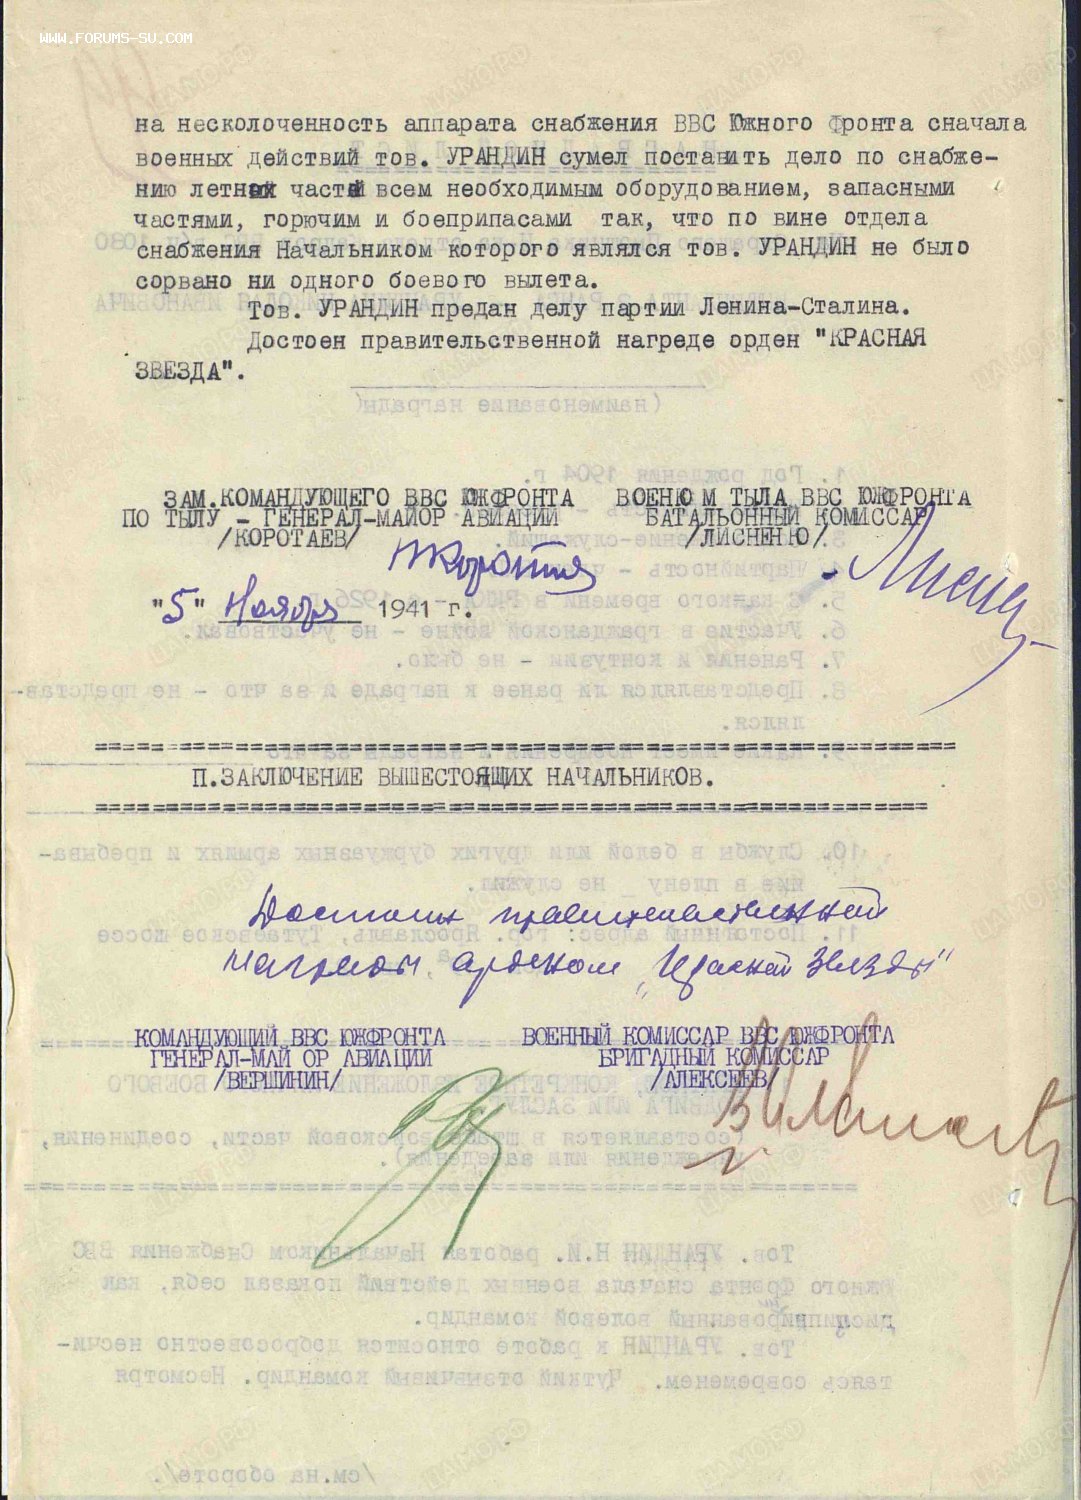 WWW.FORUMS-SU.COM
на несколоченность аппарата снабжения ВВС Южного фронта сначала
военных действий тов. УРАНДИН сумел поставить дело по снабже-
нию летных частей всем необходимым оборудованием, запасными
частями, горючим и боеприпасами так, что по вине отдела
снабжения Начальником которого являлся тов. УРАНДИН не было
сорвано ни одного боевого вылета.
Тов. УРАНДИН предан делу партии Ленина-Сталина.
Достоен правительственной нагреде орден "КРАСНАЯ
ЗВЕЗДА".
ЗАМ.КОМАНДУЮЩЕГО ВВС ЮЖФРОНТА
ПО ТЫЛУ - ГЕНЕРАЛ-МАЙОР АВИАЦИИ
/КОРОТАЕВ/
ВОЕНКОМ ТЫЛА ВВС ЮЖФРОНТА
БАТАЛЬОННЫЙ КОМИССАР
/ЛИСНЕНЮ/
"5" Ноября 1941 г.
П.ЗАКЛЮЧЕНИЕ ВЫШЕСТОЯЩИХ НАЧАЛЬНИКОВ.
Достоин правительственной
награды орденом "Красной Звезды"
КОМАНДУЮЩИЙ ВВС ЮЖФРОНТА
ГЕНЕРАЛ-МАЙ ОР АВИАЦИИ
/ВЕРШИНИН/
ВОЕННЫЙ КОМИССАР ВВС ЮЖФРОНТА
БРИГАДНЫЙ КОМИССАР
/АЛЕКСЕЕВ/